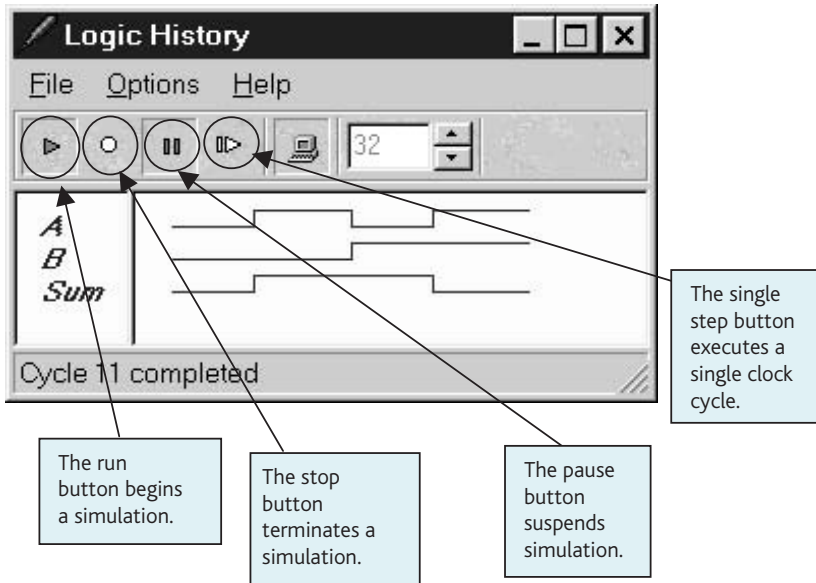 Logic History
File Options Help
32
A
B
Sum
Cycle 11 completed
The single
step button
executes a
single clock
cycle.
The run
button begins
a simulation.
The stop
button
terminates a
simulation.
The pause
button
suspends
simulation.